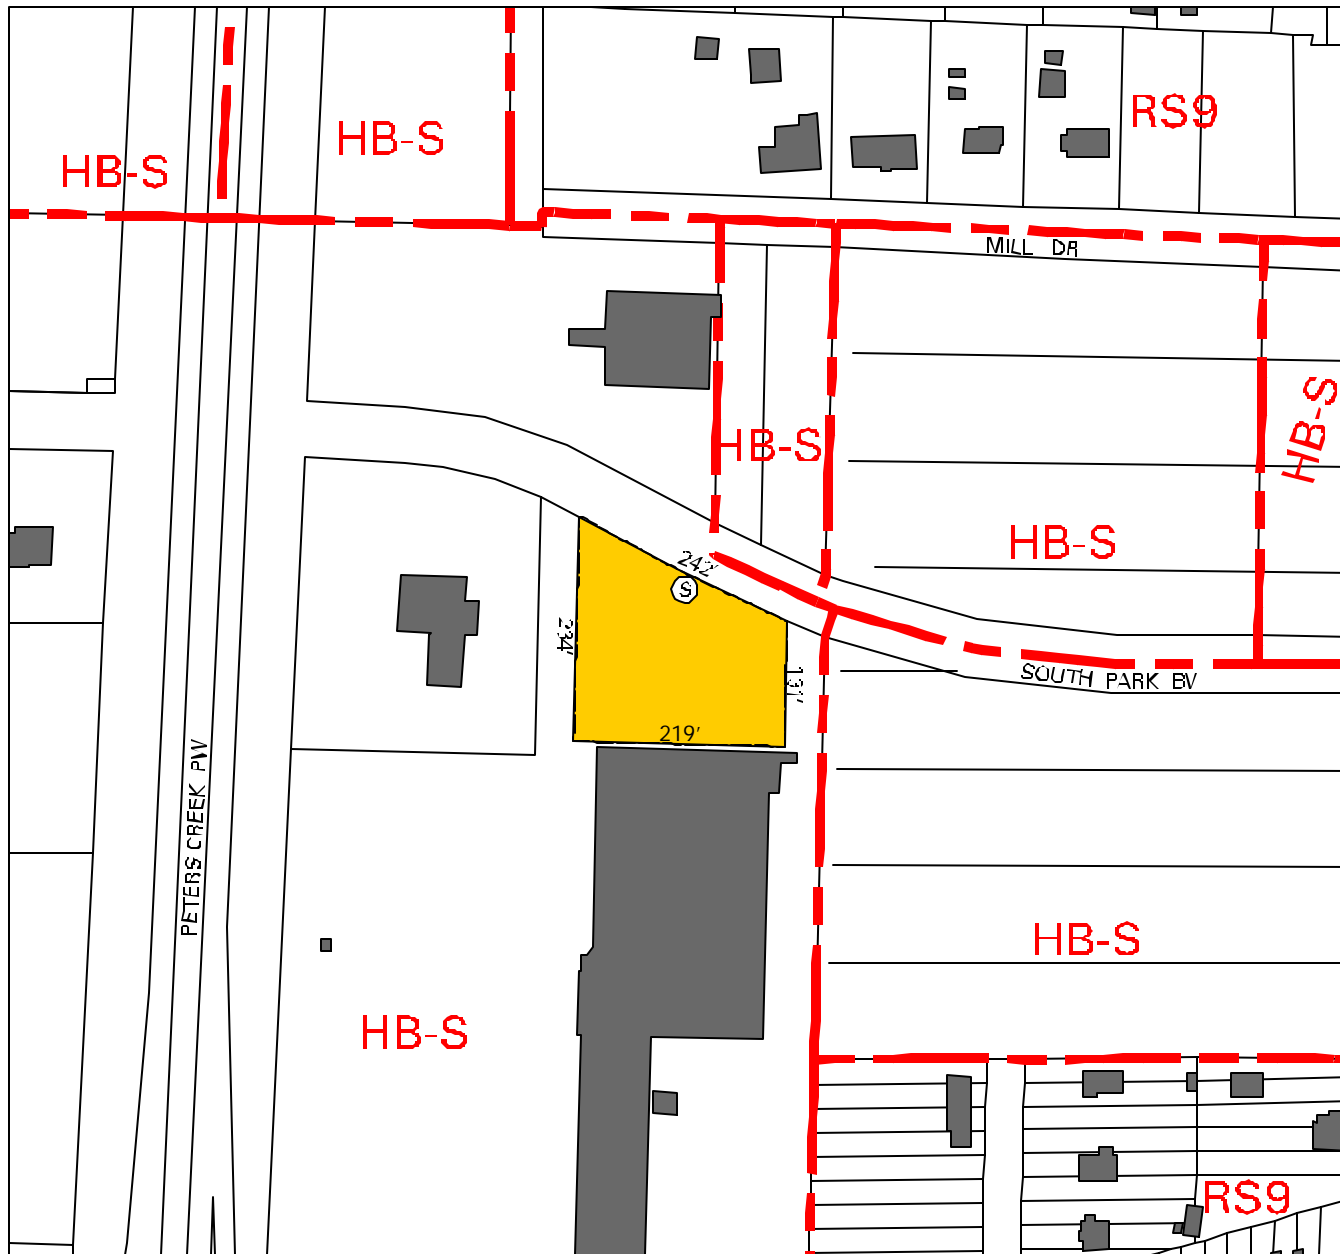 RS9
HB-S
HB-S
MILL DR
HB-S
HB-S
HB-S
242'
S
234'
131'
SOUTH PARK BV
219'
PETERS CREEK PW
HB-S
HB-S
RS9